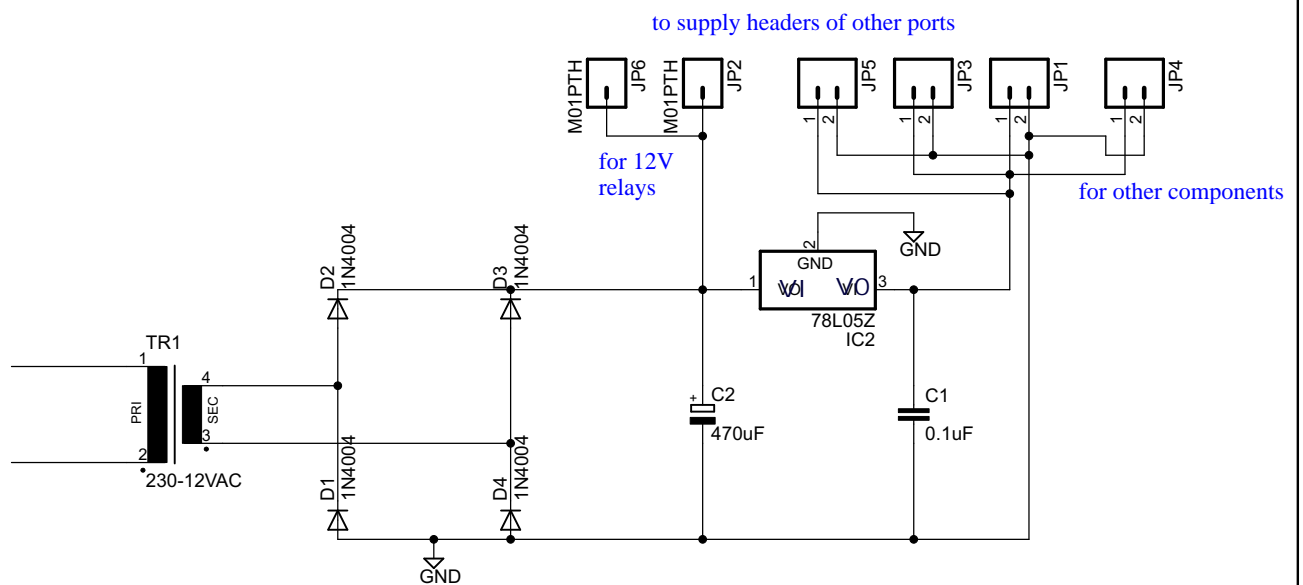 to supply headers of other ports
M01PTH
JP6
M01PTH
JP2
JP5
1
2
JP3
1
2
JP1
1
2
JP4
1
2
for 12V
relays
for other components
GND
2
GND
1
VI
VO
3
78L05Z
IC2
D2
1N4004
D3
1N4004
TR1
1
4
PRI
SEC
2
3
230-12VAC
+
C2
470uF
C1
0.1uF
D1
1N4004
D4
1N4004
GND